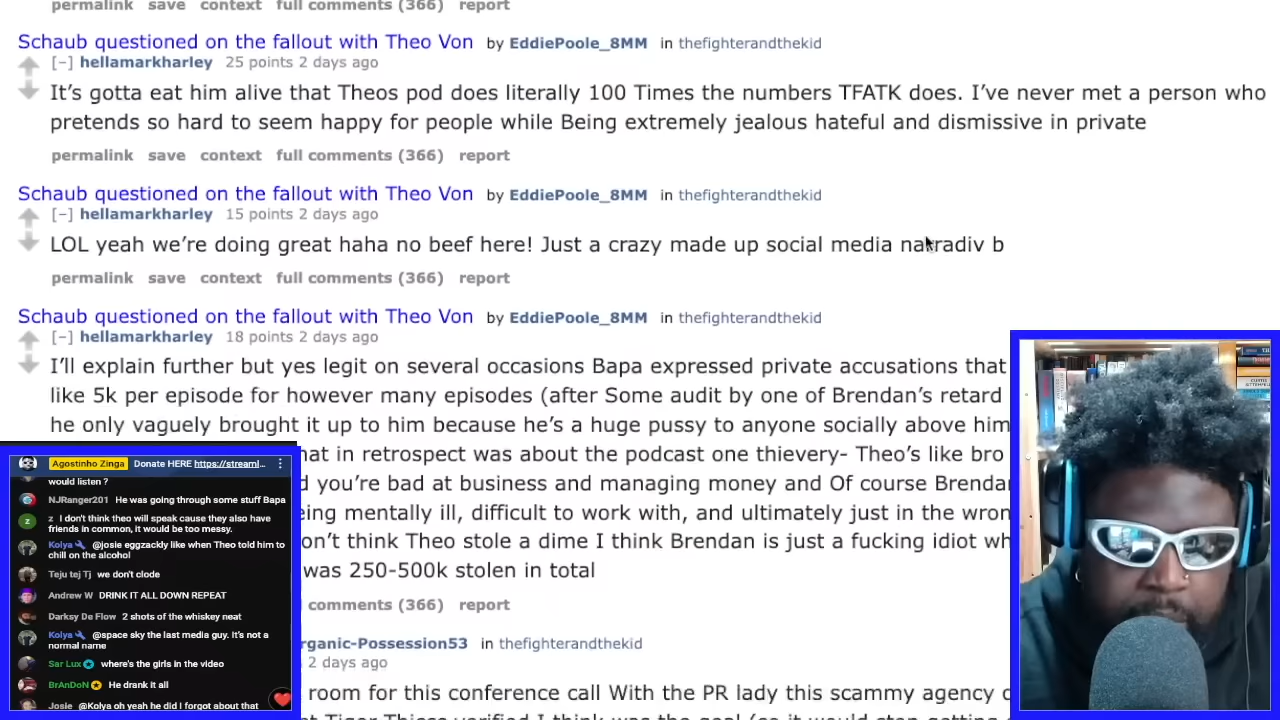 permalink save context full comments (366) report
Schaub questioned on the fallout with Theo Von by EddiePoole_8MM in thefighterandthekid
[-] hellamarkharley 25 points 2 days ago
It's gotta eat him alive that Theos pod does literally 100 Times the numbers TFATK does. I've never met a person who
pretends so hard to seem happy for people while Being extremely jealous hateful and dismissive in private
permalink save context full comments (366) report
Schaub questioned on the fallout with Theo Von by EddiePoole_8MM in thefighterandthekid
[-] hellamarkharley 15 points 2 days ago
LOL yeah we're doing great haha no beef here! Just a crazy made up social media narradiv b
permalink save context full comments (366) report
Schaub questioned on the fallout with Theo Von by EddiePoole_8MM in thefighterandthekid
[-] hellamarkharley 18 points 2 days ago
I'll explain further but yes legit on several occasions Bapa expressed private accusations that
like 5k per episode for however many episodes (after Some audit by one of Brendan's retard
he only vaguely brought it up to him because he's a huge pussy to anyone socially above him
hat in retrospect was about the podcast one thievery- Theo's like bro
d you're bad at business and managing money and Of course Brendan
eing mentally ill, difficult to work with, and ultimately just in the wron
on't think Theo stole a dime I think Brendan is just a fucking idiot wh
was 250-500k stolen in total
comments (366) report
rganic-Possession53 in thefighterandthekid
2 days ago
room for this conference call With the PR lady this scammy agency
Agostinho Zinga Donate HERE https://streaml...
would listen ?
NJRanger201 He was going through some stuff Bapa
z I don't think theo will speak cause they also have
friends in common, it would be too messy.
Kolya @josie eggzackly like when Theo told him to
chill on the alcohol
Teju tej Tj we don't clode
Andrew W DRINK IT ALL DOWN REPEAT
Darksy De Flow 2 shots of the whiskey neat
Kolya @space sky the last media guy. It's not a
normal name
Sar Lux where's the girls in the video
BrAnDoN He drank it all
Josie @Kolya oh yeah he did I forgot about that